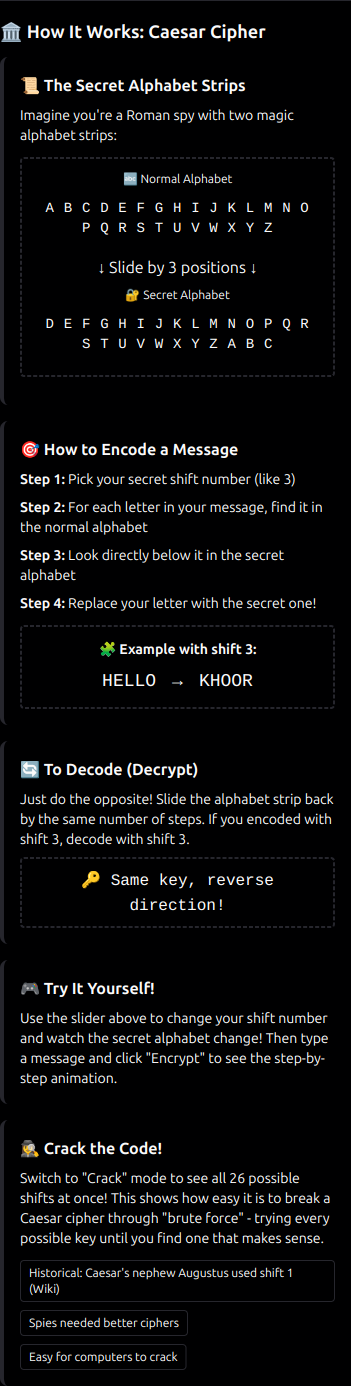 🏛️ How It Works: Caesar Cipher
📜 The Secret Alphabet Strips
Imagine you're a Roman spy with two magic
alphabet strips:
🔤 Normal Alphabet
A B C D E F G H I J K L M N O
P Q R S T U V W X Y Z
↓ Slide by 3 positions ↓
🔐 Secret Alphabet
D E F G H I J K L M N O P Q R
S T U V W X Y Z A B C
🎯 How to Encode a Message
Step 1: Pick your secret shift number (like 3)
Step 2: For each letter in your message, find it in
the normal alphabet
Step 3: Look directly below it in the secret
alphabet
Step 4: Replace your letter with the secret one!
🧩 Example with shift 3:
HELLO → KHOOR
🔄 To Decode (Decrypt)
Just do the opposite! Slide the alphabet strip back
by the same number of steps. If you encoded with
shift 3, decode with shift 3.
🔑 Same key, reverse
direction!
🎮 Try It Yourself!
Use the slider above to change your shift number
and watch the secret alphabet change! Then type
a message and click "Encrypt" to see the step-by-
step animation.
🕵️ Crack the Code!
Switch to "Crack" mode to see all 26 possible
shifts at once! This shows how easy it is to break a
Caesar cipher through "brute force" - trying every
possible key until you find one that makes sense.
Historical: Caesar's nephew Augustus used shift 1
(Wiki)
Spies needed better ciphers
Easy for computers to crack